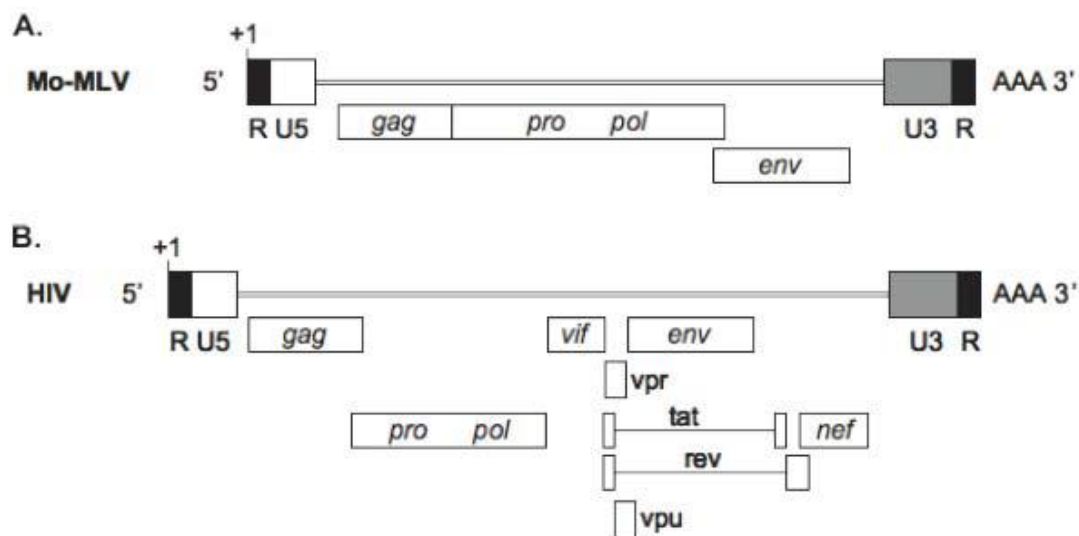 A.
+1
Mo-MLV 5' AAA 3'
R U5 gag pro pol U3 R
env
B.
+1
HIV 5' AAA 3'
R U5 gag vif env U3 R
vpr
pro pol tat nef
rev
vpu